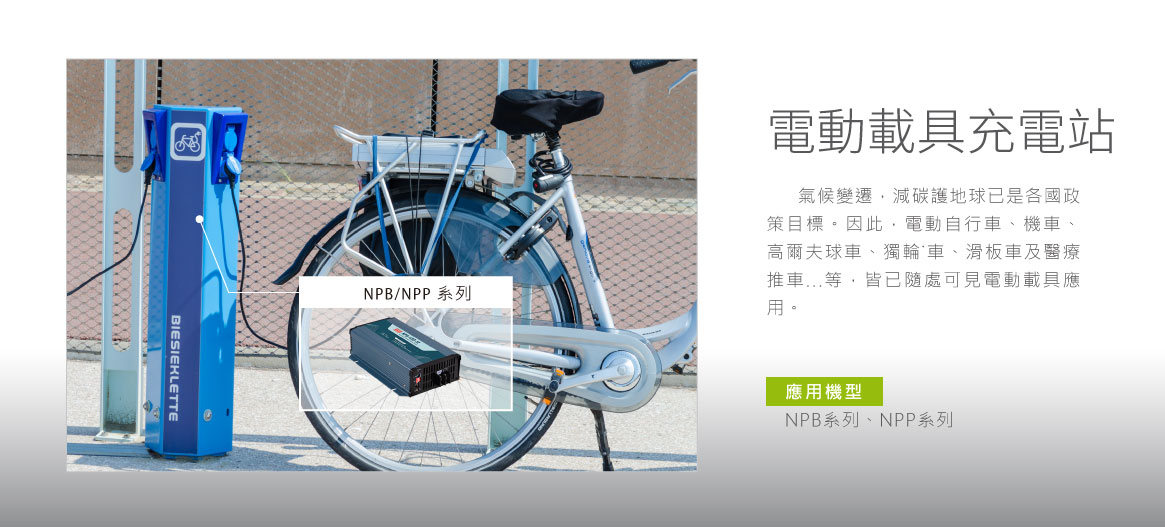 電動載具充電站
氣候變遷，減碳護地球已是各國政
策目標。因此，電動自行車、機車、
高爾夫球車、獨輪車、滑板車及醫療
推車...等，皆已隨處可見電動載具應
用。
NPB/NPP 系列
BIESIEKLETTE
應用機型
NPB系列、NPP系列